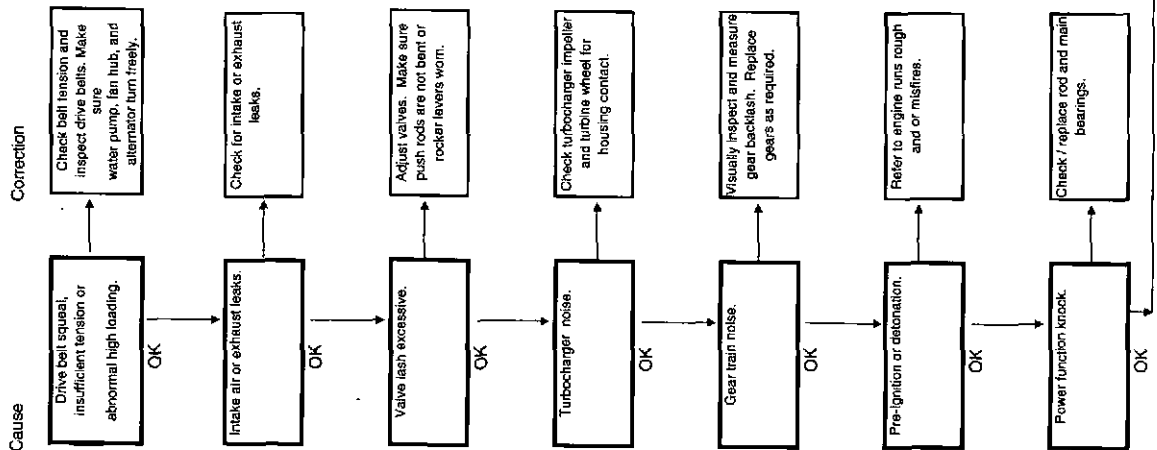 Cause
Correction
Drive belt squeal,
insufficient tension or
abnormal high loading.
OK
Check belt tension and
inspect drive belts. Make
sure
water pump, fan hub, and
alternator turn freely.
Intake air or exhaust leaks.
OK
Check for intake or exhaust
leaks.
Valve lash excessive.
OK
Adjust valves. Make sure
push rods are not bent or
rocker levers worn.
Turbocharger noise.
OK
Check turbocharger impeller
and turbine wheel for
housing contact.
Gear train noise.
OK
Visually inspect and measure
gear backlash. Replace
gears as required.
Pre-ignition or detonation.
OK
Refer to engine runs rough
and or misfires.
Power function knock.
OK
Check / replace rod and main
bearings.